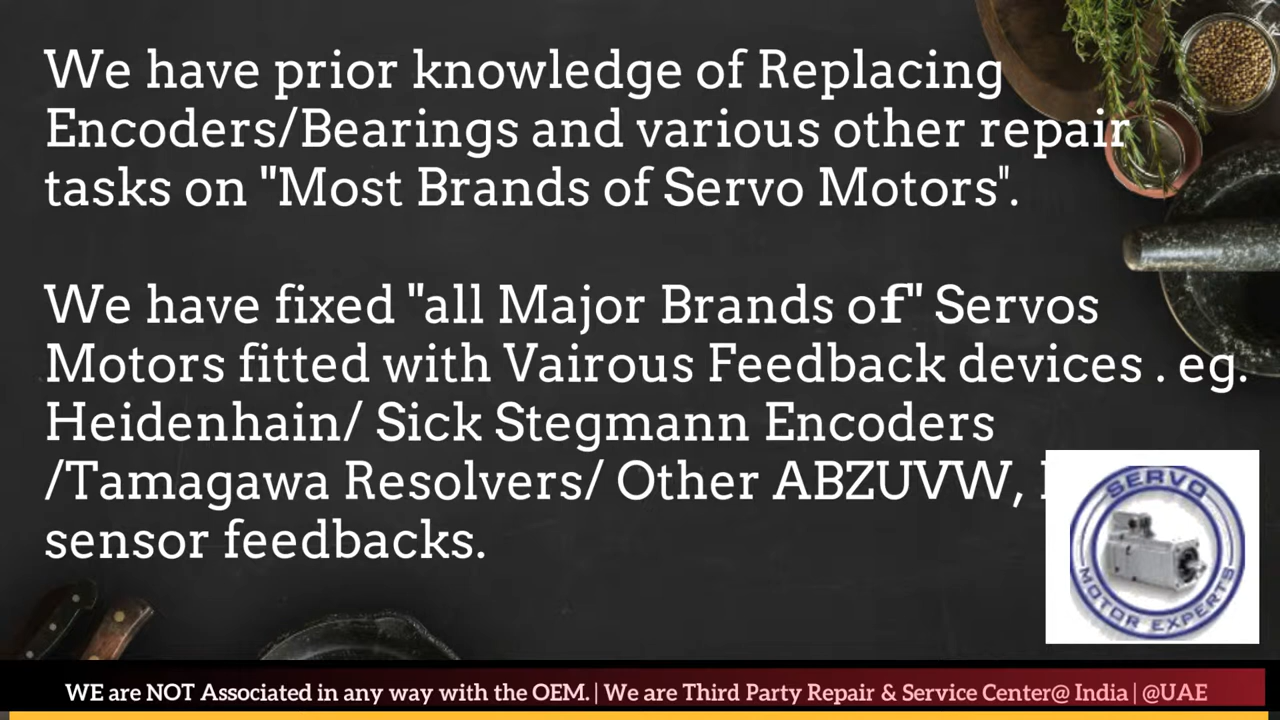 We have prior knowledge of Replacing
Encoders/Bearings and various other repair
tasks on "Most Brands of Servo Motors".
We have fixed "all Major Brands of" Servos
Motors fitted with Vairous Feedback devices . eg.
Heidenhain/ Sick Stegmann Encoders
/Tamagawa Resolvers/ Other ABZUVW,
sensor feedbacks.
SERVO
MOTOR EXPERTS
WE are NOT Associated in any way with the OEM. | We are Third Party Repair & Service Center@ India | @UAE